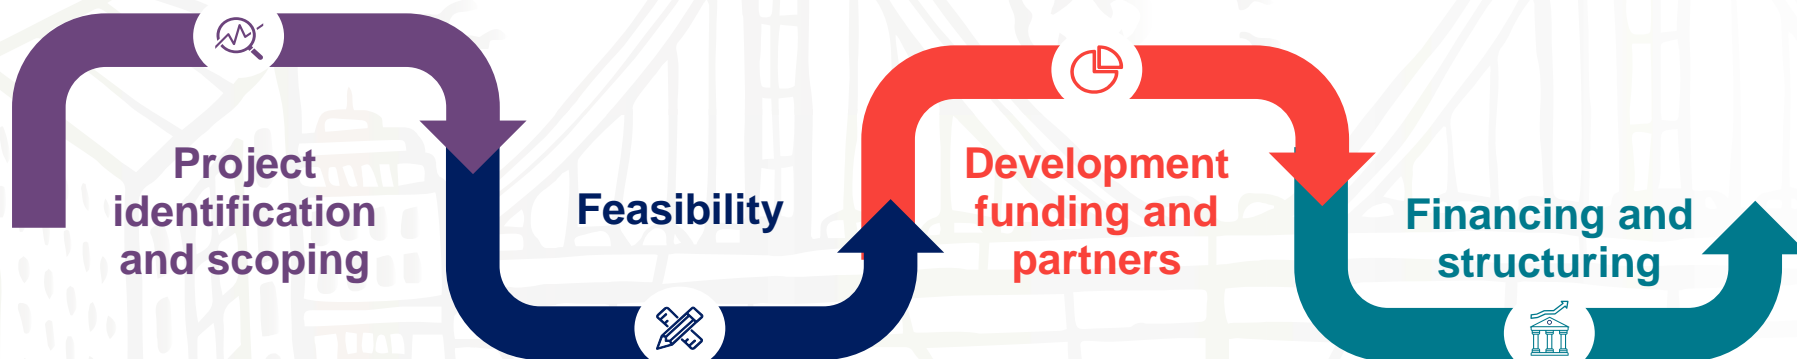 Project
identification
and scoping
Feasibility
Development
funding and
partners
Financing and
structuring